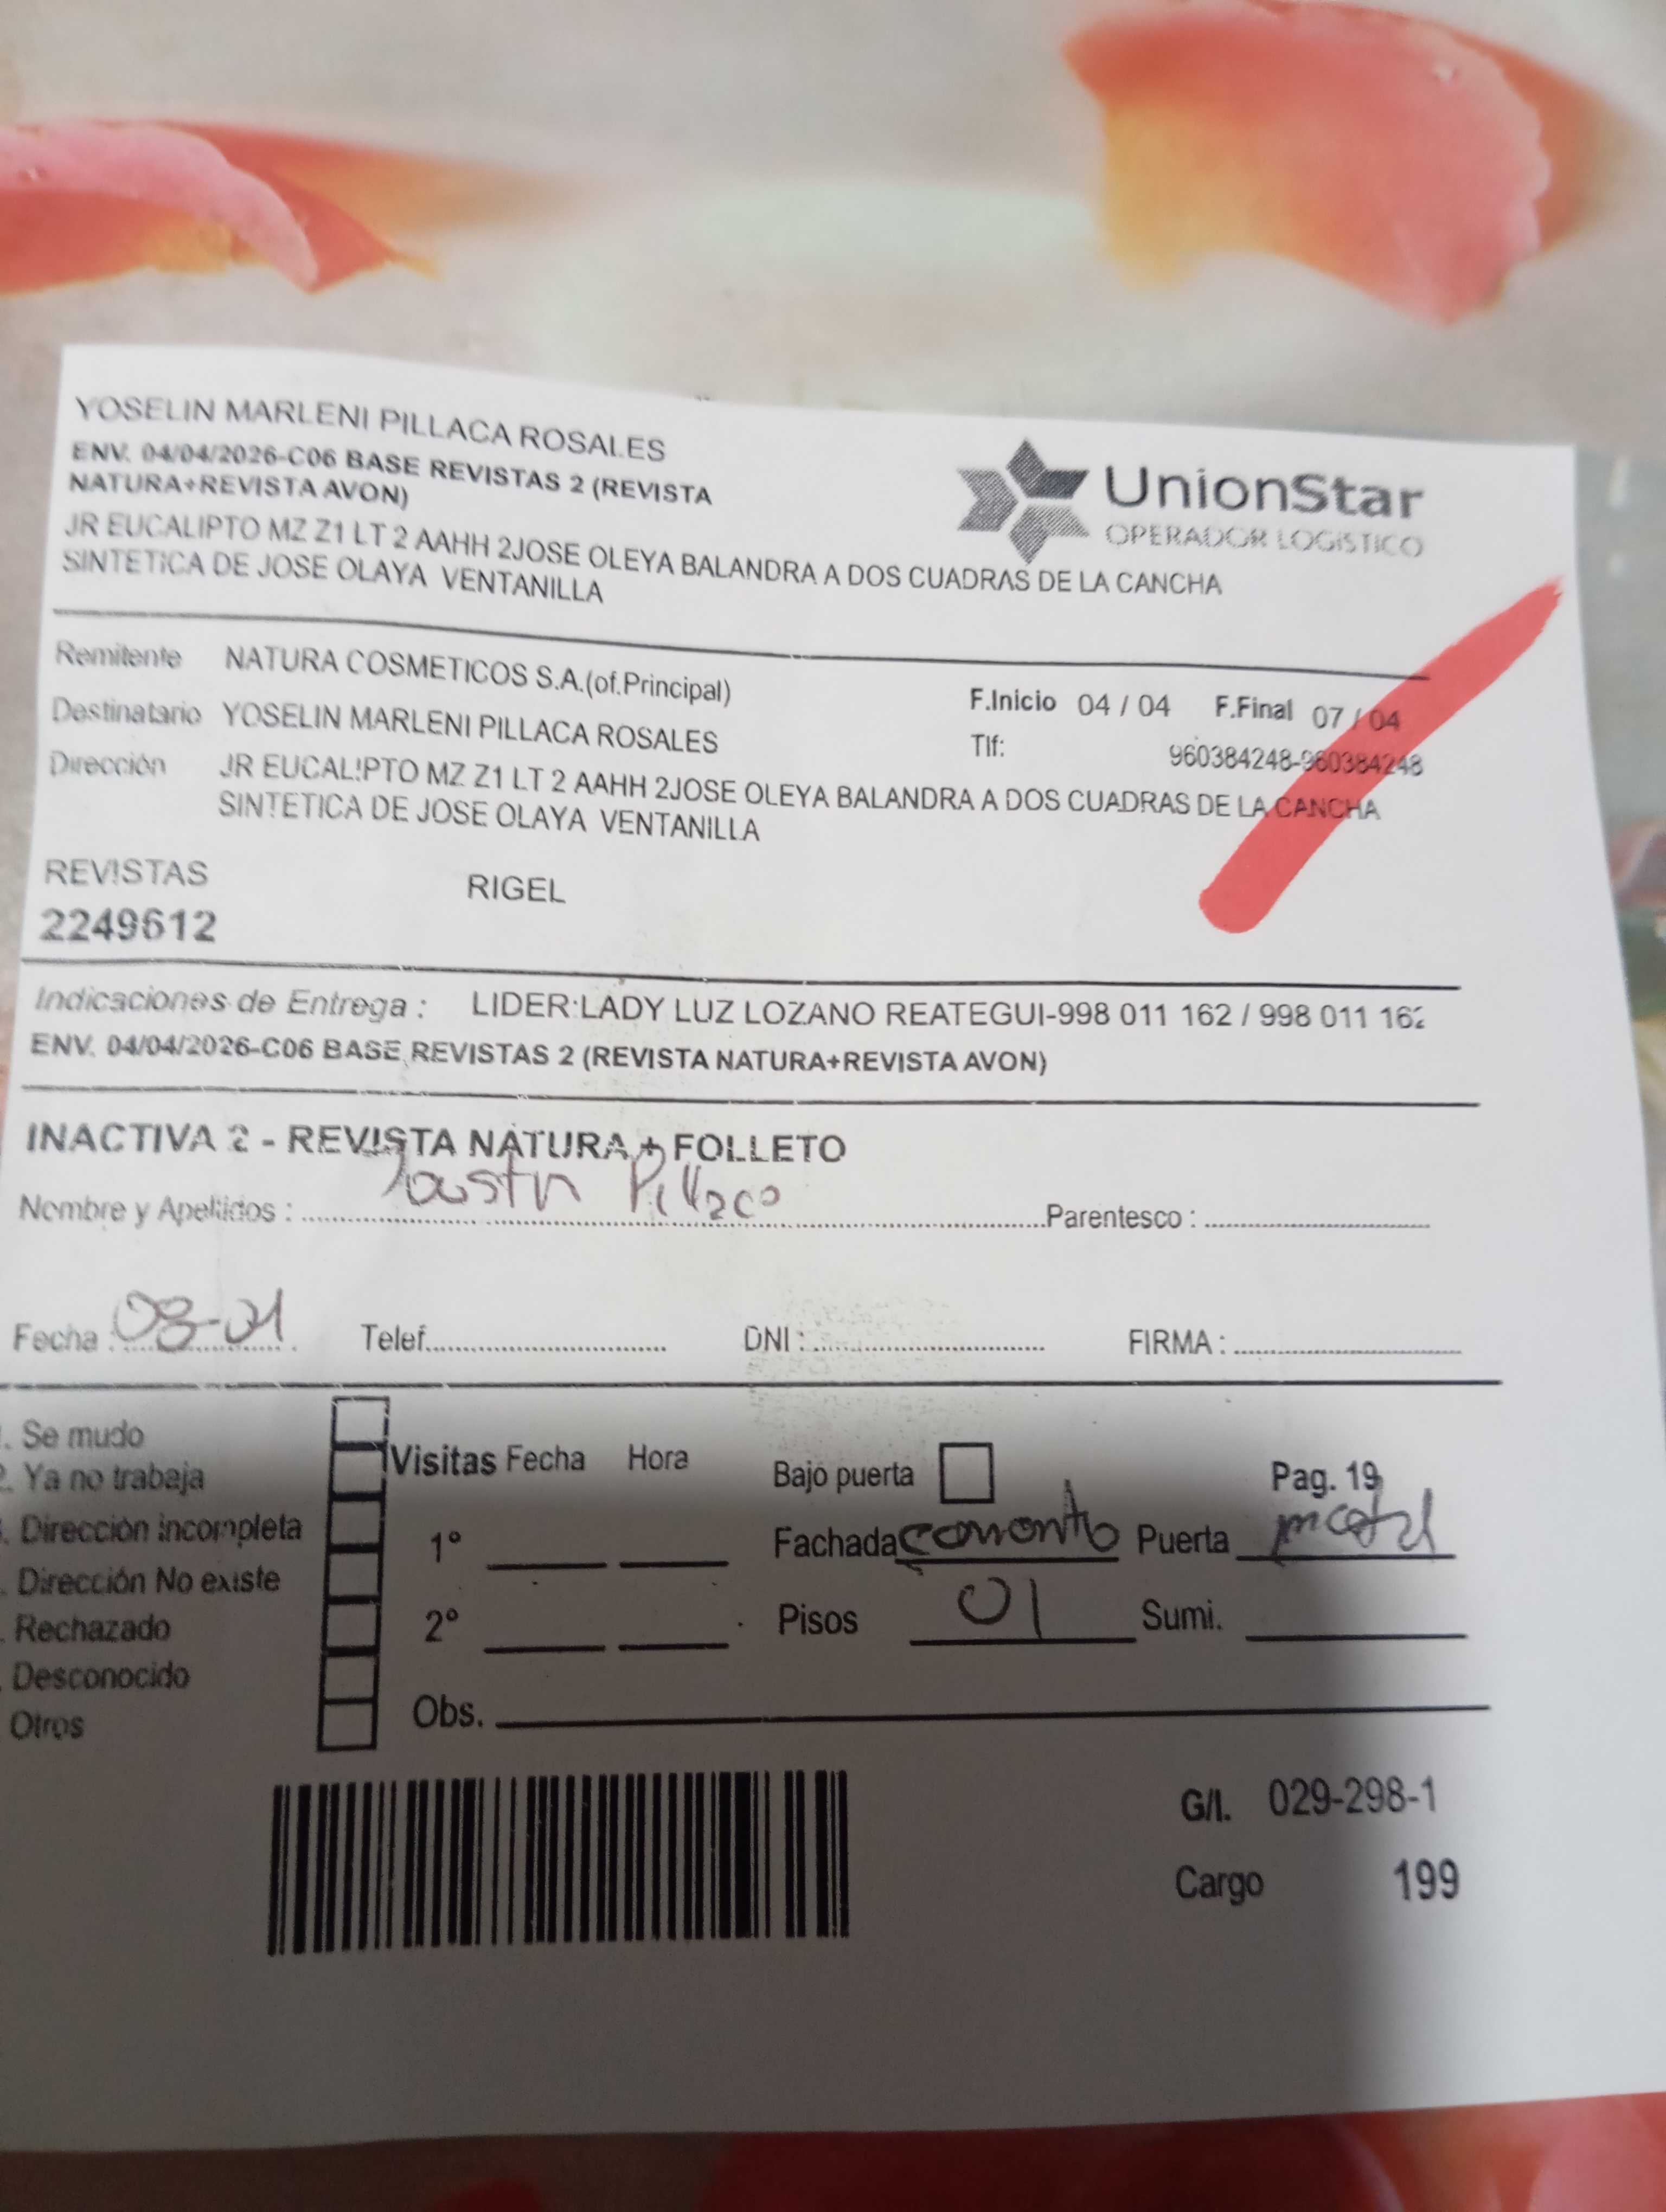 YOSELIN MARLENI PILLACA ROSALES
ENV. 04/04/2026-C06 BASE REVISTAS 2 (REVISTA
NATURA+REVISTA AVON)
UnionStar
OPERADOR LOGISTICO
JR EUCALIPTO MZ Z1 LT 2 AAHH 2JOSE OLEYA BALANDRA A DOS CUADRAS DE LA CANCHA
SINTETICA DE JOSE OLAYA VENTANILLA
Remitente NATURA COSMETICOS S.A.(of.Principal)
F.Inicio 04 / 04 F.Final 07 / 04
Destinatario YOSELIN MARLENI PILLACA ROSALES
Tlf: 960384248-960384248
Dirección JR EUCALIPTO MZ Z1 LT 2 AAHH 2JOSE OLEYA BALANDRA A DOS CUADRAS DE LA CANCHA
SINTETICA DE JOSE OLAYA VENTANILLA
REVISTAS RIGEL
2249612
Indicaciones de Entrega : LIDER:LADY LUZ LOZANO REATEGUI-998 011 162 / 998 011 162
ENV. 04/04/2026-C06 BASE REVISTAS 2 (REVISTA NATURA+REVISTA AVON)
INACTIVA 2 - REVISTA NATURA + FOLLETO
Nombre y Apellidos : Pillaca Parentesco :
Fecha : Telef. DNI : FIRMA :
. Se mudo
2. Ya no trabaja
. Dirección incompleta
. Dirección No existe
. Rechazado
. Desconocido
Otros
Visitas Fecha Hora
1°
2°
Obs.
Bajo puerta Pag. 19
Fachada Puerta metal
Pisos 01 Sumi.
G/I. 029-298-1
Cargo 199